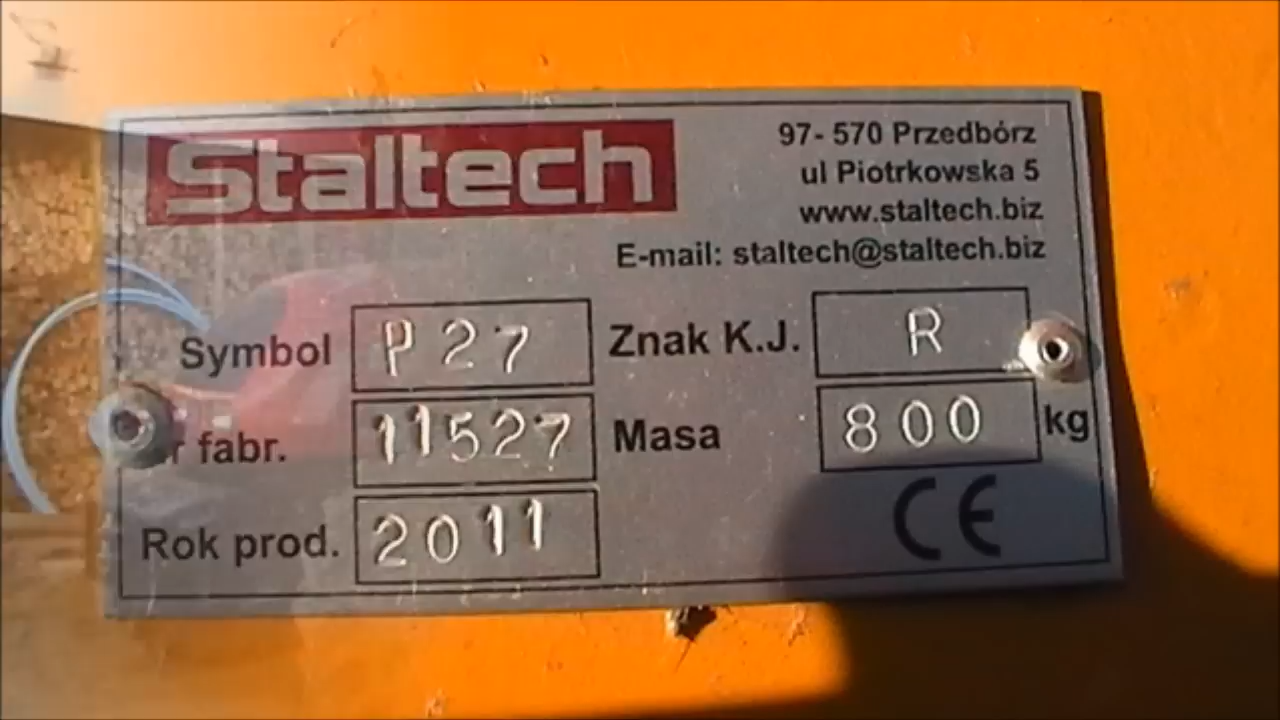 Staltech
97- 570 Przedbórz
ul Piotrkowska 5
www.staltech.biz
E-mail: staltech@staltech.biz
Symbol P 27 Znak K.J. R
fabr. 11527 Masa 800 kg
Rok prod. 2011
CE